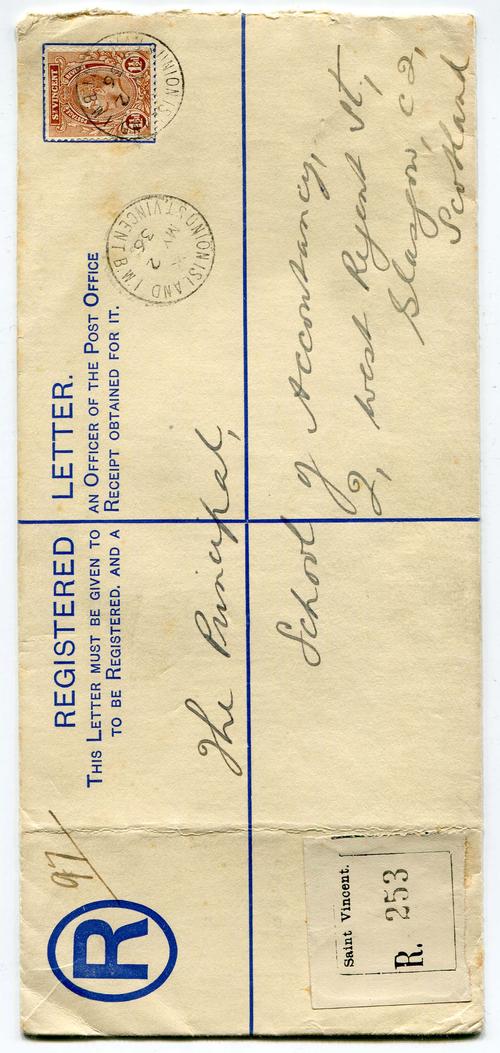 REGISTERED LETTER.
THIS LETTER MUST BE GIVEN TO AN OFFICER OF THE POST OFFICE
TO BE REGISTERED, AND A RECEIPT OBTAINED FOR IT.
R
97
ST VINCENT
UNION ISLAND B.W.I.
MY 2
36
ST. VINCENT
The Principal,
School of Accountancy,
2, West Regent St,
Glasgow, C2,
Scotland
Saint Vincent.
R. 253